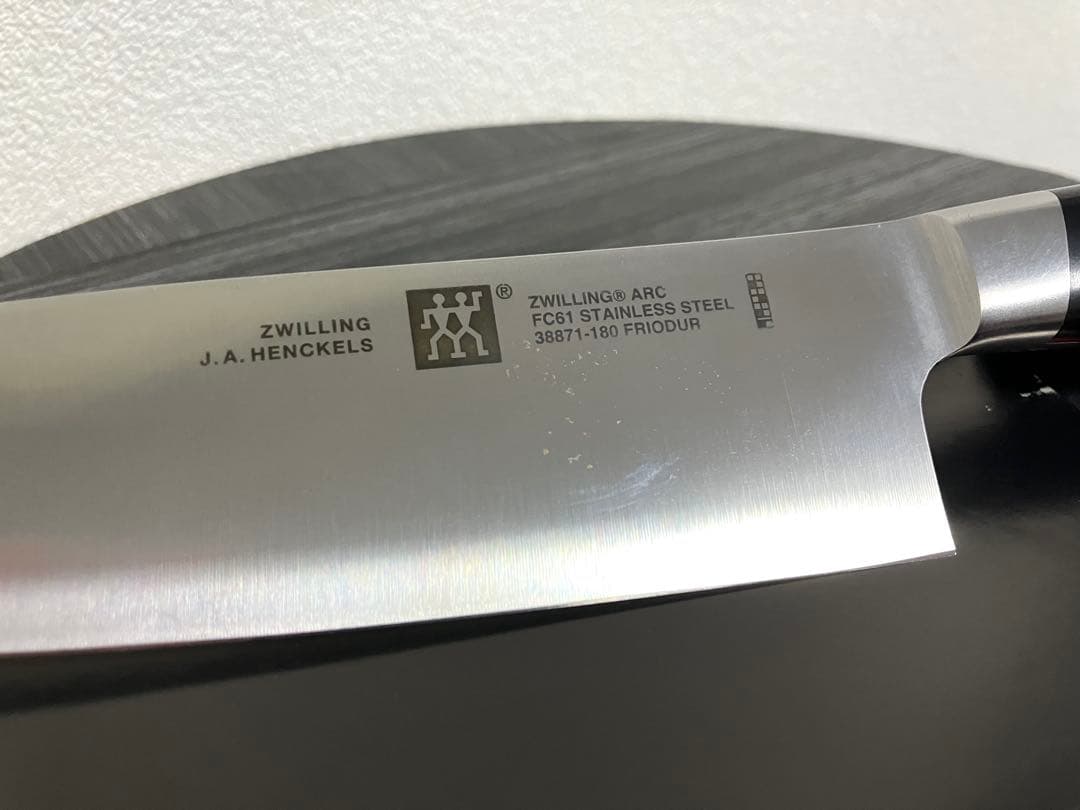 ZWILLING
J.A. HENCKELS
®
ZWILLING® ARC
FC61 STAINLESS STEEL
38871-180 FRIODUR